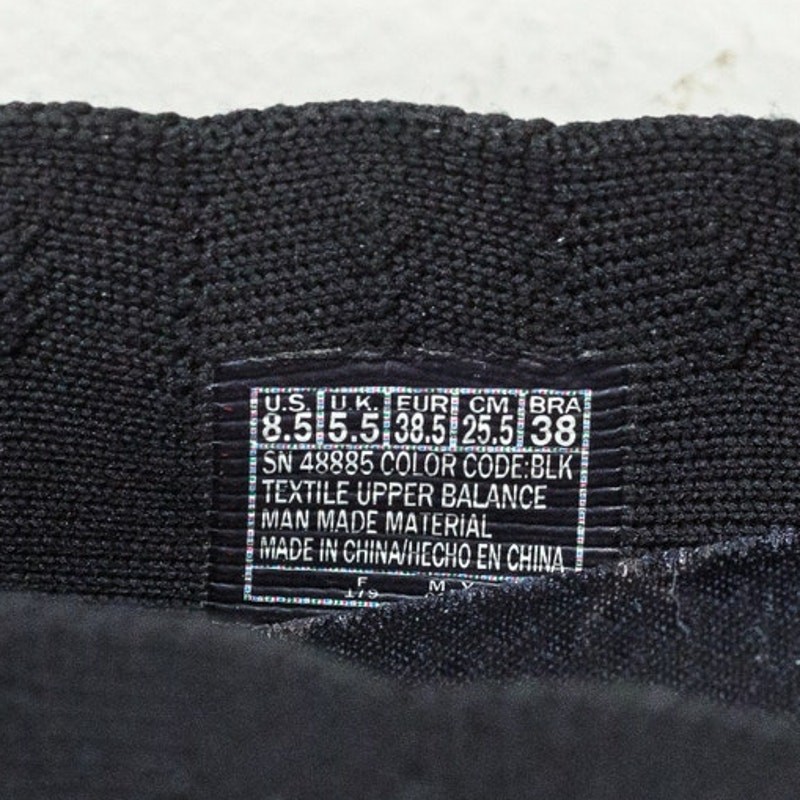 U.S. U.K. EUR CM BRA
8.5 5.5 38.5 25.5 38
SN 48885 COLOR CODE:BLK
TEXTILE UPPER BALANCE
MAN MADE MATERIAL
MADE IN CHINA/HECHO EN CHINA
F M Y